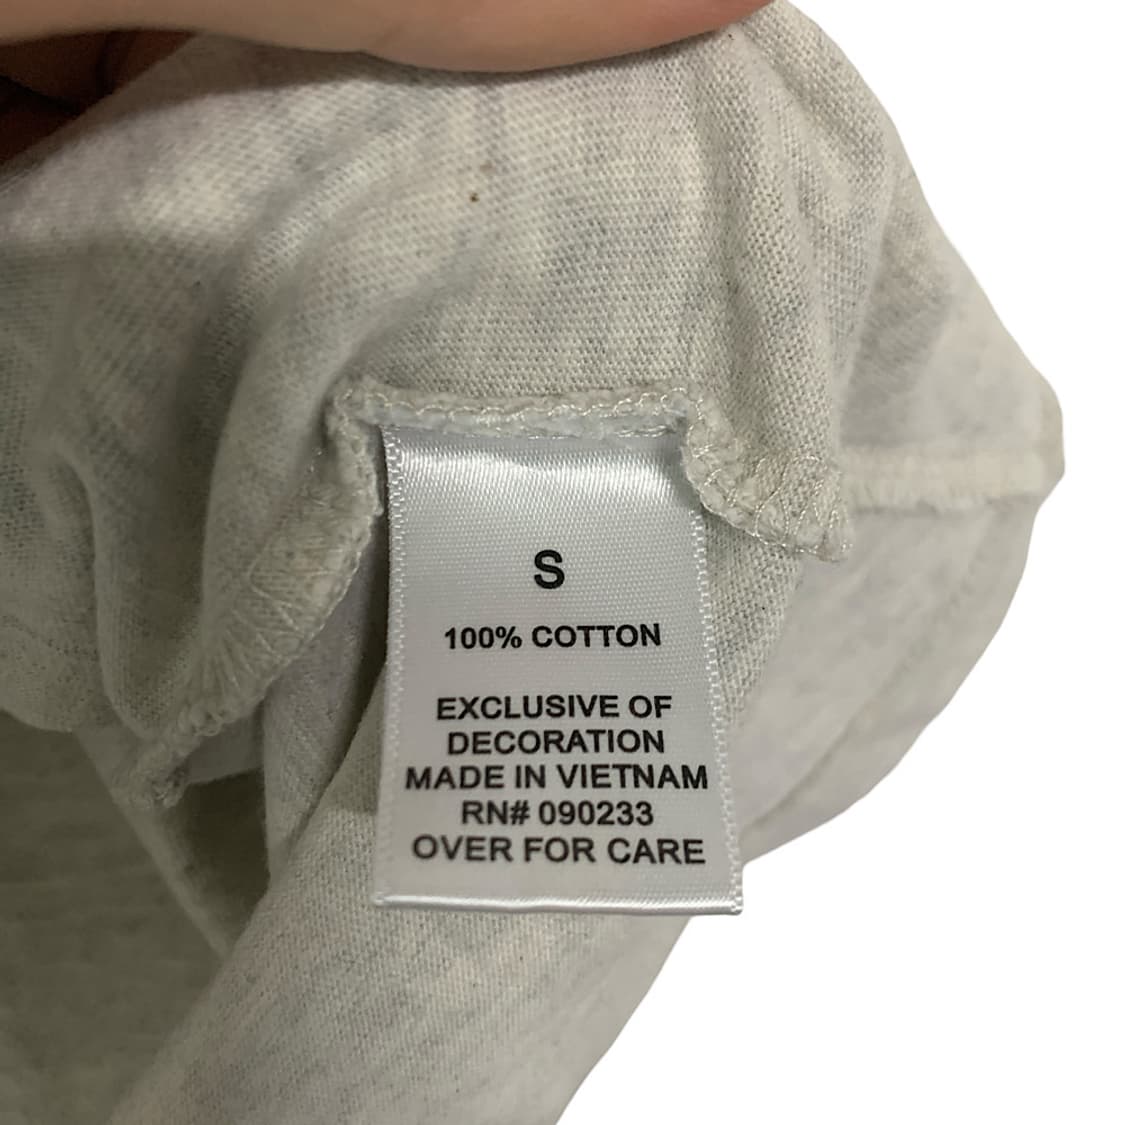 S
100% COTTON
EXCLUSIVE OF
DECORATION
MADE IN VIETNAM
RN# 090233
OVER FOR CARE